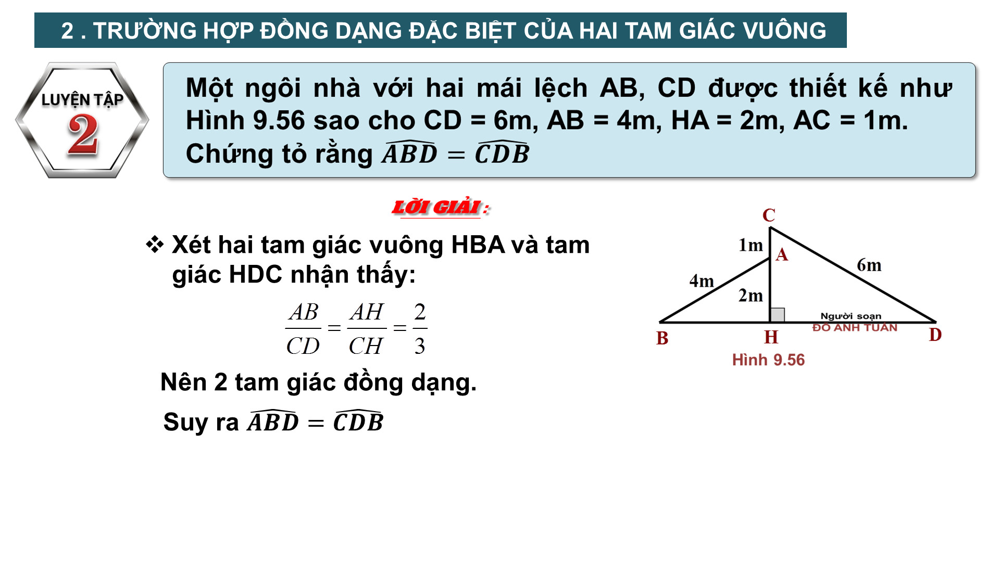 2 . TRƯỜNG HỢP ĐỒNG DẠNG ĐẶC BIỆT CỦA HAI TAM GIÁC VUÔNG
LUYỆN TẬP
2
Một ngôi nhà với hai mái lệch AB, CD được thiết kế như
Hình 9.56 sao cho CD = 6m, AB = 4m, HA = 2m, AC = 1m.
Chứng tỏ rằng \widehat{ABD} = \widehat{CDB}
LỜI GIẢI :
❖ Xét hai tam giác vuông HBA và tam
giác HDC nhận thấy:
\frac{AB}{CD} = \frac{AH}{CH} = \frac{2}{3}
Nên 2 tam giác đồng dạng.
Suy ra \widehat{ABD} = \widehat{CDB}
C
1m
A
6m
4m
2m
Người soạn
ĐỖ ANH TUẤN
B
H
D
Hình 9.56